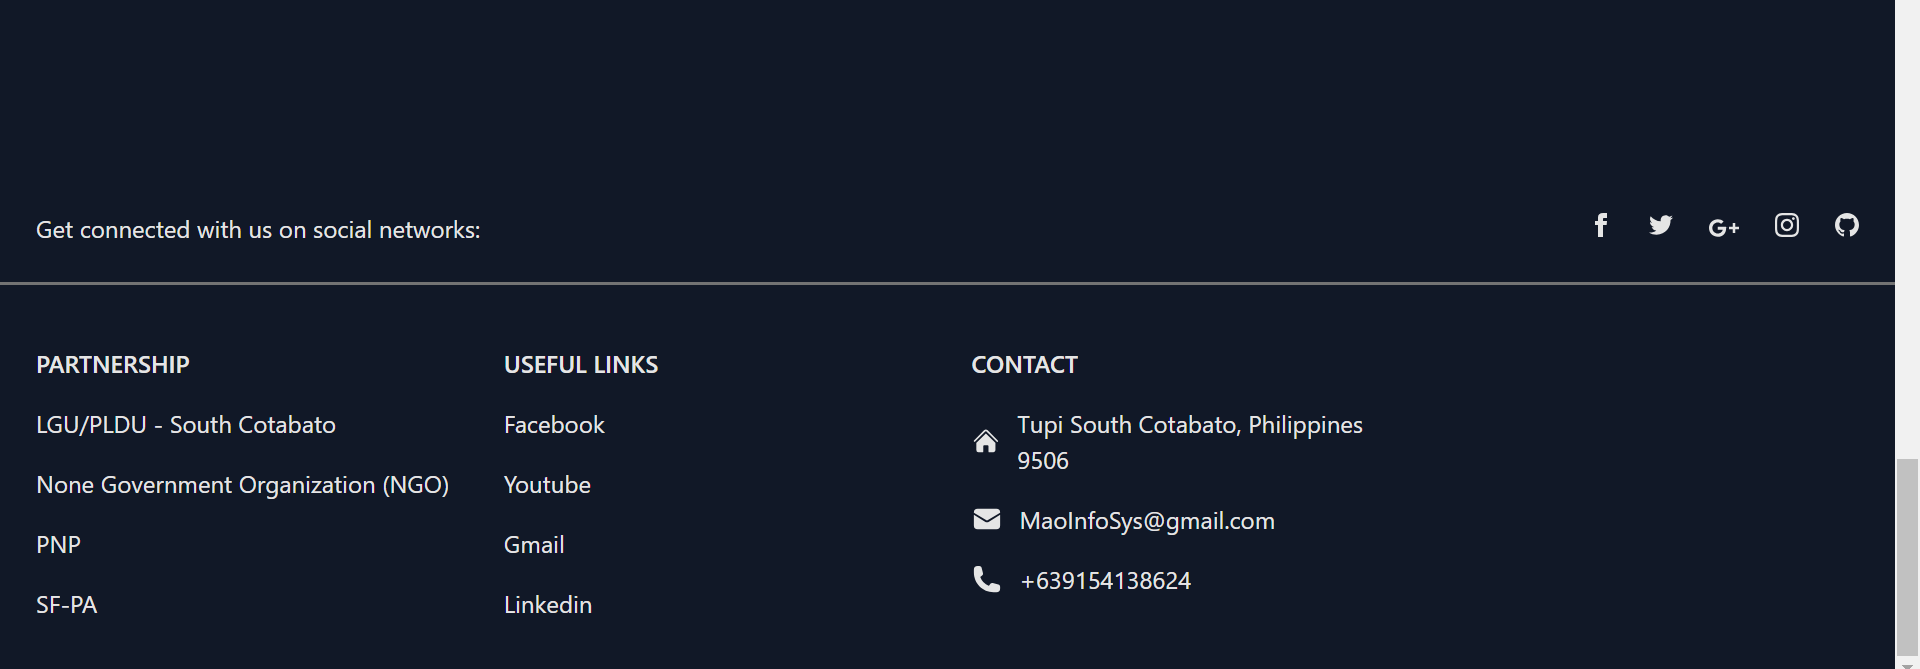 Get connected with us on social networks:
PARTNERSHIP
LGU/PLDU - South Cotabato
None Government Organization (NGO)
PNP
SF-PA
USEFUL LINKS
Facebook
Youtube
Gmail
Linkedin
CONTACT
Tupi South Cotabato, Philippines
9506
MaoInfoSys@gmail.com
+639154138624